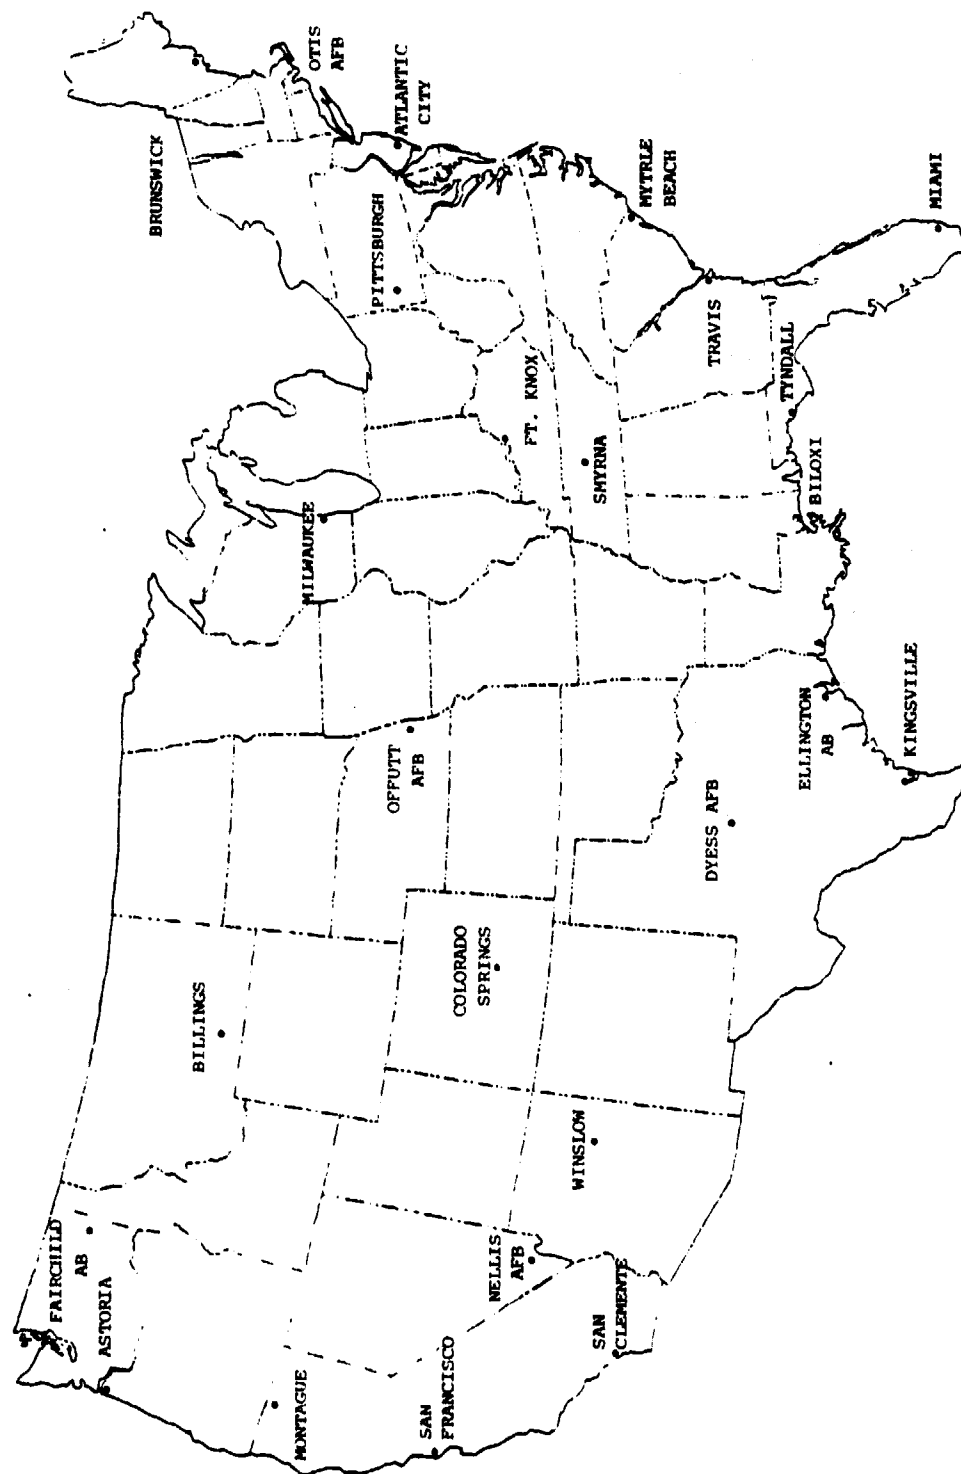 FAIRCHILD
AB
ASTORIA
MONTAGUE
SAN
FRANCISCO
NELLIS
AFB
SAN
CLEMENTE
WINSLOW
BILLINGS
COLORADO
SPRINGS
OFFUTT
AFB
DYESS AFB
ELLINGTON
AB
KINGSVILLE
MILWAUKEE
FT. KNOX
SMYRNA
BILOXI
TYNDALL
TRAVIS
MIAMI
MYTRLE
BEACH
PITTSBURGH
BRUNSWICK
OTIS
AFB
ATLANTIC
CITY